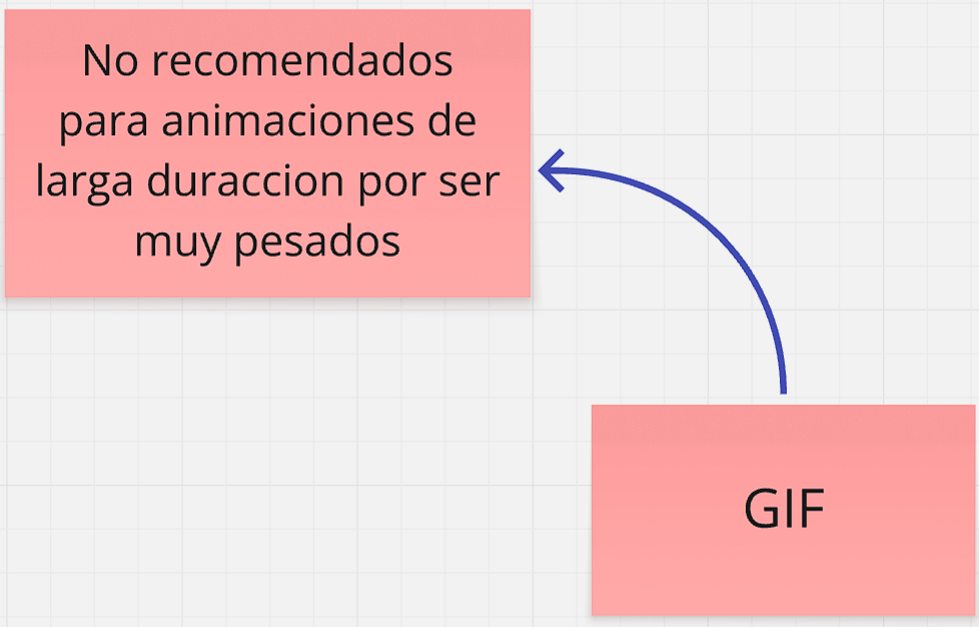 No recomendados
para animaciones de
larga duraccion por ser
muy pesados
GIF